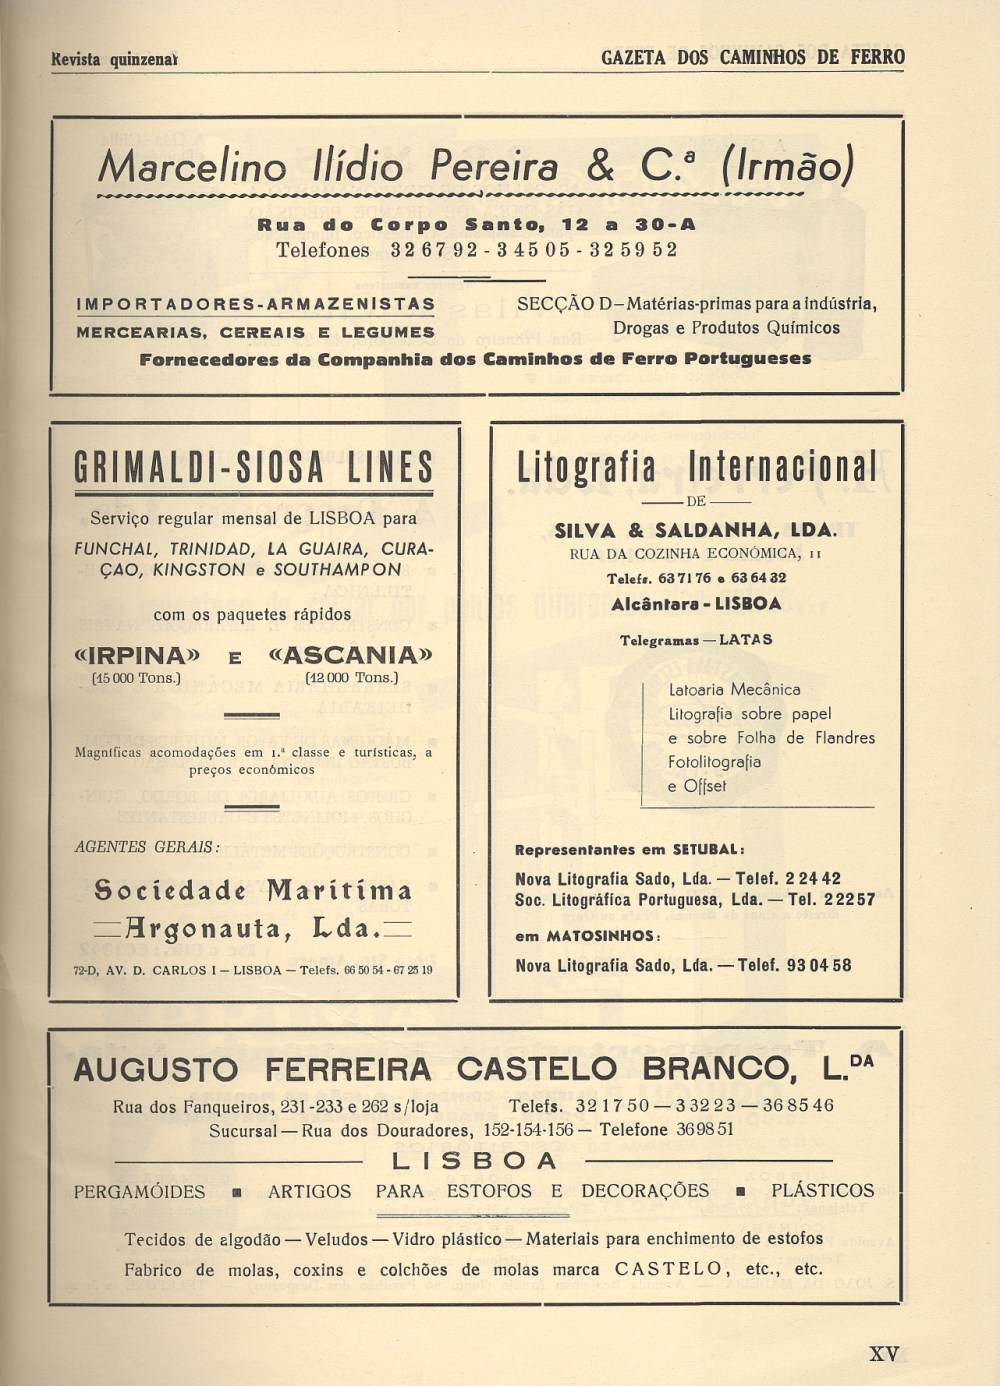 Revista quinzenal
GAZETA DOS CAMINHOS DE FERRO
Marcelino Ilídio Pereira & C.ª (Irmão)
Rua do Corpo Santo, 12 a 30-A
Telefones 32 67 92 - 3 45 05 - 32 59 52
IMPORTADORES-ARMAZENISTAS
MERCEARIAS, CEREAIS E LEGUMES
SECÇÃO D—Matérias-primas para a indústria,
Drogas e Produtos Químicos
Fornecedores da Companhia dos Caminhos de Ferro Portugueses
GRIMALDI-SIOSA LINES
Serviço regular mensal de LISBOA para
FUNCHAL, TRINIDAD, LA GUAIRA, CURA-
ÇAO, KINGSTON e SOUTHAMPON
com os paquetes rápidos
«IRPINA» E «ASCANIA»
(15 000 Tons.) (12 000 Tons.)
Magníficas acomodações em 1.ª classe e turísticas, a
preços económicos
AGENTES GERAIS:
Sociedade Marítima
Argonauta, Lda.
72-D, AV. D. CARLOS I — LISBOA — Telefs. 66 50 54 - 67 25 19
Litografia Internacional
DE
SILVA & SALDANHA, LDA.
RUA DA COZINHA ECONÓMICA, 11
Telefs. 63 71 76 e 63 64 32
Alcântara - LISBOA
Telegramas — LATAS
Latoaria Mecânica
Litografia sobre papel
e sobre Folha de Flandres
Fotolitografia
e Offset
Representantes em SETUBAL:
Nova Litografia Sado, Lda. — Telef. 2 24 42
Soc. Litográfica Portuguesa, Lda. — Tel. 2 22 57
em MATOSINHOS:
Nova Litografia Sado, Lda. — Telef. 93 04 58
AUGUSTO FERREIRA CASTELO BRANCO, L.DA
Rua dos Fanqueiros, 231-233 e 262 s/loja Telefs. 32 17 50 — 3 32 23 — 36 85 46
Sucursal — Rua dos Douradores, 152-154-156 — Telefone 36 98 51
LISBOA
PERGAMÓIDES ■ ARTIGOS PARA ESTOFOS E DECORAÇÕES ■ PLÁSTICOS
Tecidos de algodão — Veludos — Vidro plástico — Materiais para enchimento de estofos
Fabrico de molas, coxins e colchões de molas marca CASTELO, etc., etc.
XV